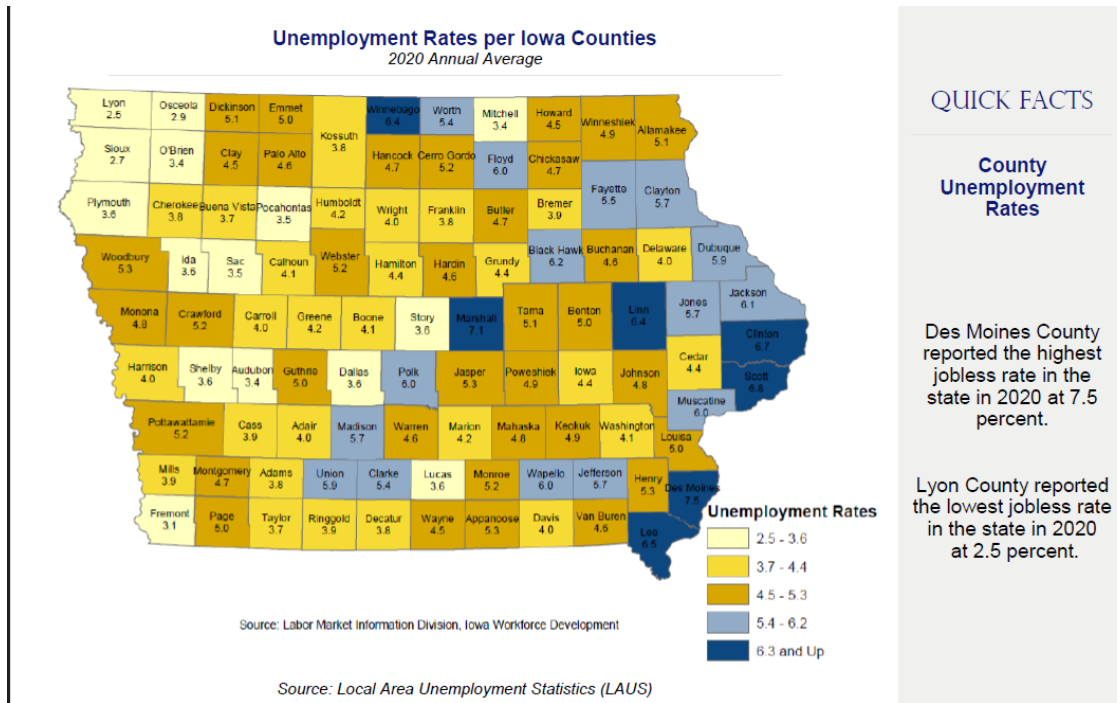 Unemployment Rates per Iowa Counties
2020 Annual Average
Lyon
2.5
Osceola
2.9
Dickinson
5.1
Emmet
5.0
Kossuth
3.8
Winnebago
6.4
Worth
5.4
Mitchell
3.4
Howard
4.5
Winneshiek
4.9
Allamakee
5.1
Sioux
2.7
O'Brien
3.4
Clay
4.5
Palo Alto
4.6
Hancock
4.7
Cerro Gordo
5.2
Floyd
6.0
Chickasaw
4.7
Fayette
5.5
Clayton
5.7
Plymouth
3.6
Cherokee
3.8
Buena Vista
3.7
Pocahontas
3.5
Humboldt
4.2
Wright
4.0
Franklin
3.8
Butler
4.7
Bremer
3.9
Woodbury
5.3
Ida
3.6
Sac
3.5
Calhoun
4.1
Webster
5.2
Hamilton
4.4
Hardin
4.6
Grundy
4.4
Black Hawk
6.2
Buchanan
4.6
Delaware
4.0
Dubuque
5.9
Monona
4.8
Crawford
5.2
Carroll
4.0
Greene
4.2
Boone
4.1
Story
3.6
Marshall
7.1
Tama
5.1
Benton
5.0
Linn
6.4
Jones
5.7
Jackson
6.1
Clinton
6.7
Harrison
4.0
Shelby
3.6
Audubon
3.4
Guthrie
5.0
Dallas
3.6
Polk
6.0
Jasper
5.3
Poweshiek
4.9
Iowa
4.4
Johnson
4.8
Cedar
4.4
Scott
6.8
Muscatine
6.0
Pottawattamie
5.2
Cass
3.9
Adair
4.0
Madison
5.7
Warren
4.6
Marion
4.2
Mahaska
4.8
Keokuk
4.9
Washington
4.1
Louisa
5.0
Mills
3.9
Montgomery
4.7
Adams
3.8
Union
5.9
Clarke
5.4
Lucas
3.6
Monroe
5.2
Wapello
6.0
Jefferson
5.7
Henry
5.3
Des Moines
7.5
Fremont
3.1
Page
5.0
Taylor
3.7
Ringgold
3.9
Decatur
3.8
Wayne
4.5
Appanoose
5.3
Davis
4.0
Van Buren
4.6
Lee
6.5
Unemployment Rates
2.5 - 3.6
3.7 - 4.4
4.5 - 5.3
5.4 - 6.2
6.3 and Up
Source: Labor Market Information Division, Iowa Workforce Development
Source: Local Area Unemployment Statistics (LAUS)
QUICK FACTS
County
Unemployment
Rates
Des Moines County
reported the highest
jobless rate in the
state in 2020 at 7.5
percent.
Lyon County reported
the lowest jobless rate
in the state in 2020
at 2.5 percent.